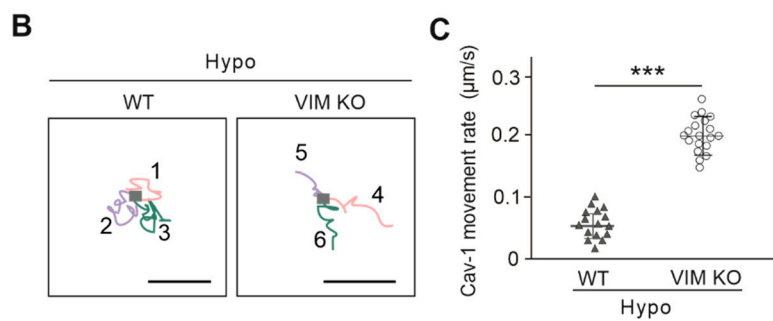 B
Hypo
WT
VIM KO
1
2
3
5
4
6
C
Cav-1 movement rate (μm/s)
0.3
0.2
0.1
0
***
WT
VIM KO
Hypo